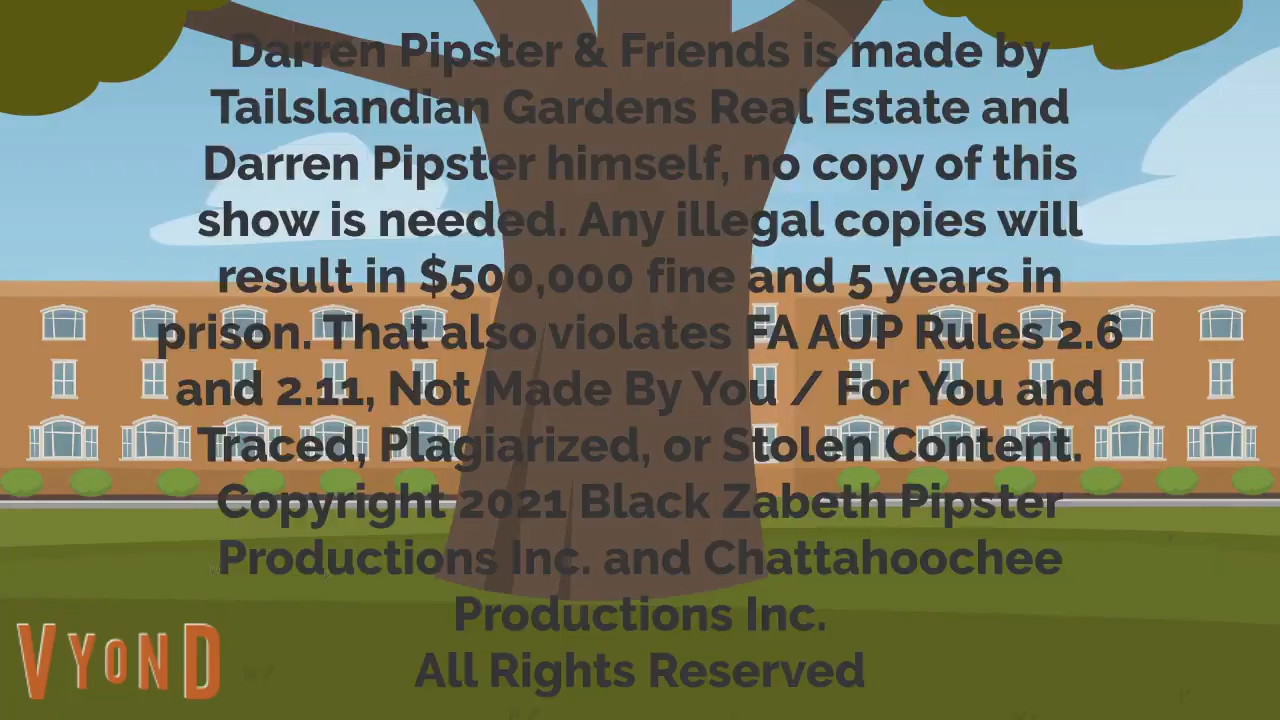 Darren Pipster & Friends is made by
Tailslandian Gardens Real Estate and
Darren Pipster himself, no copy of this
show is needed. Any illegal copies will
result in $500,000 fine and 5 years in
prison. That also violates FA AUP Rules 2.6
and 2.11, Not Made By You / For You and
Traced, Plagiarized, or Stolen Content.
Copyright 2021 Black Zabeth Pipster
Productions Inc. and Chattahoochee
Productions Inc.
All Rights Reserved
VYOND